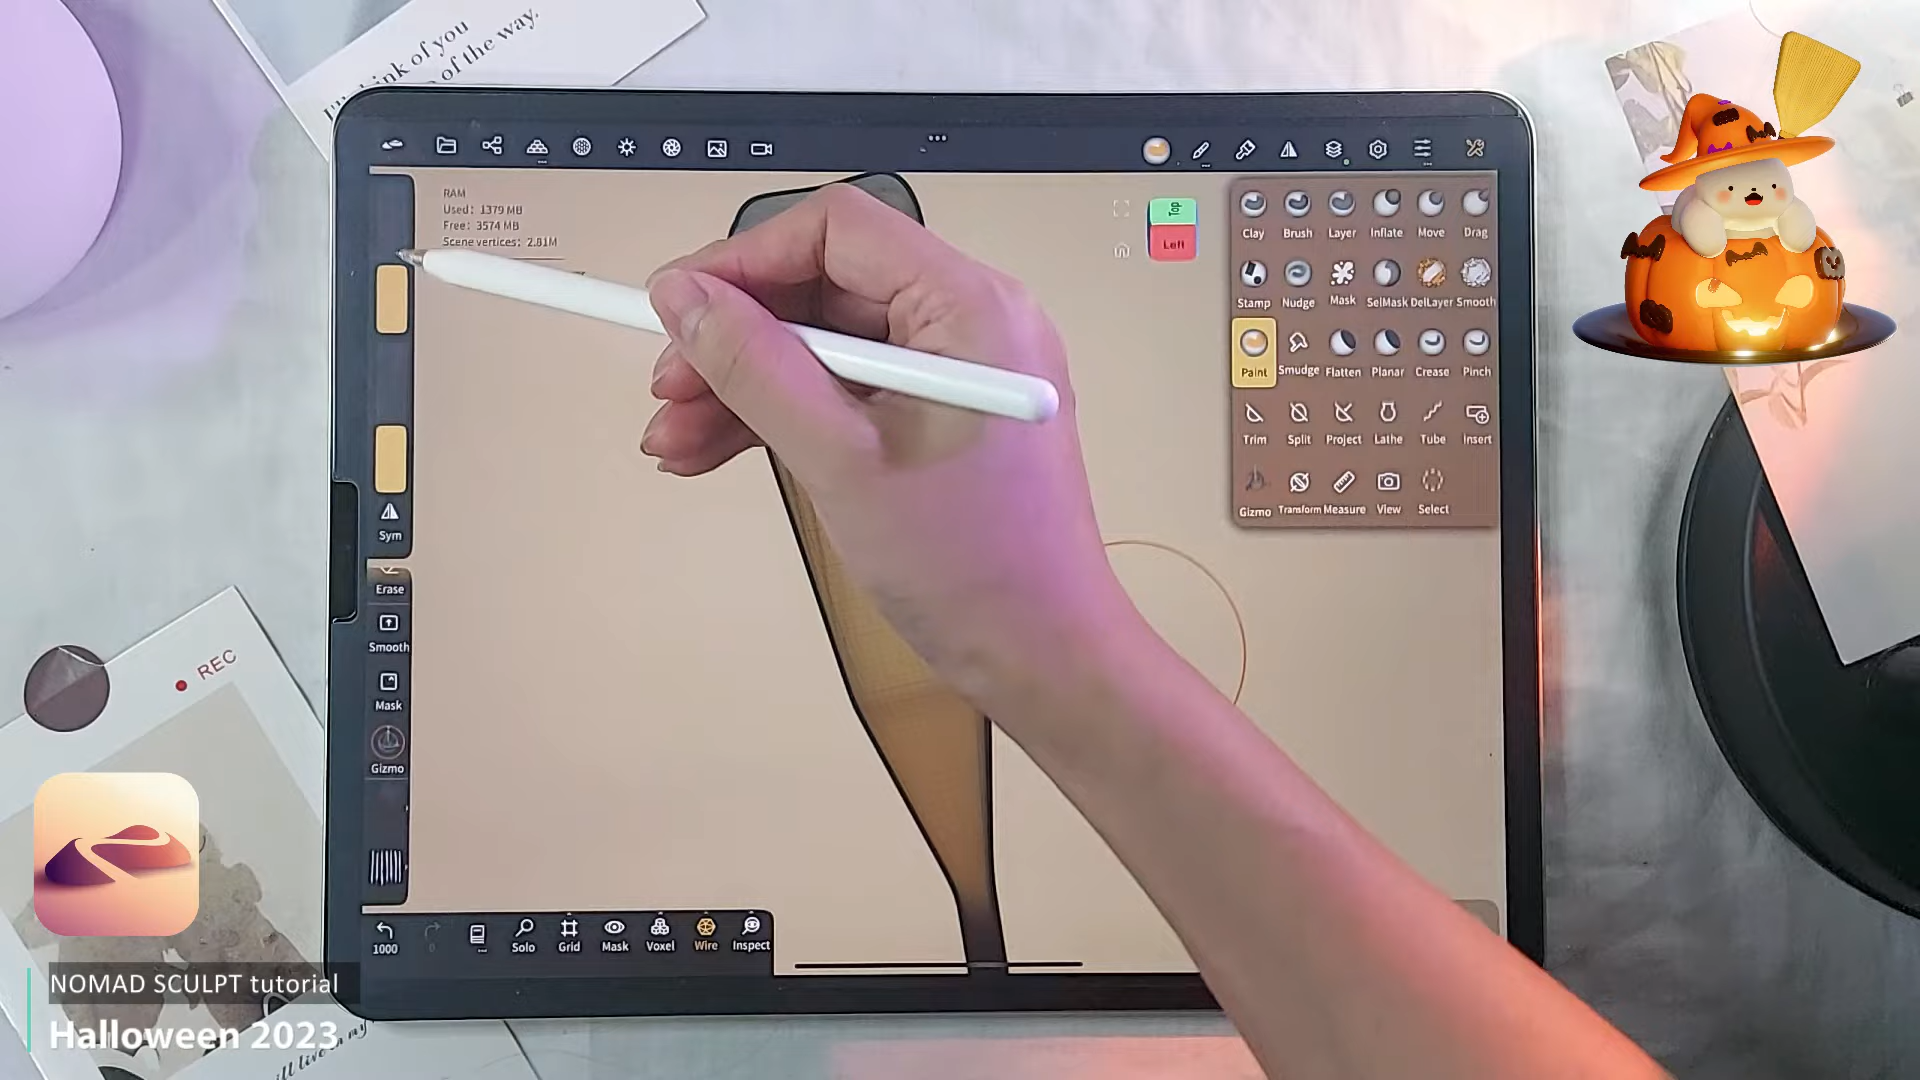 think of you
of the way.
RAM
Used: 1379 MB
Free: 3574 MB
Scene vertices: 2.81M
Top
Left
Clay
Brush
Layer
Inflate
Move
Drag
Stamp
Nudge
Mask
SelMask
DelLayer
Smooth
Paint
Smudge
Flatten
Planar
Crease
Pinch
Trim
Split
Project
Lathe
Tube
Insert
Gizmo
Transform
Measure
View
Select
Sym
Erase
Smooth
Mask
Gizmo
1000
0
Solo
Grid
Mask
Voxel
Wire
Inspect
REC
NOMAD SCULPT tutorial
Halloween 2023